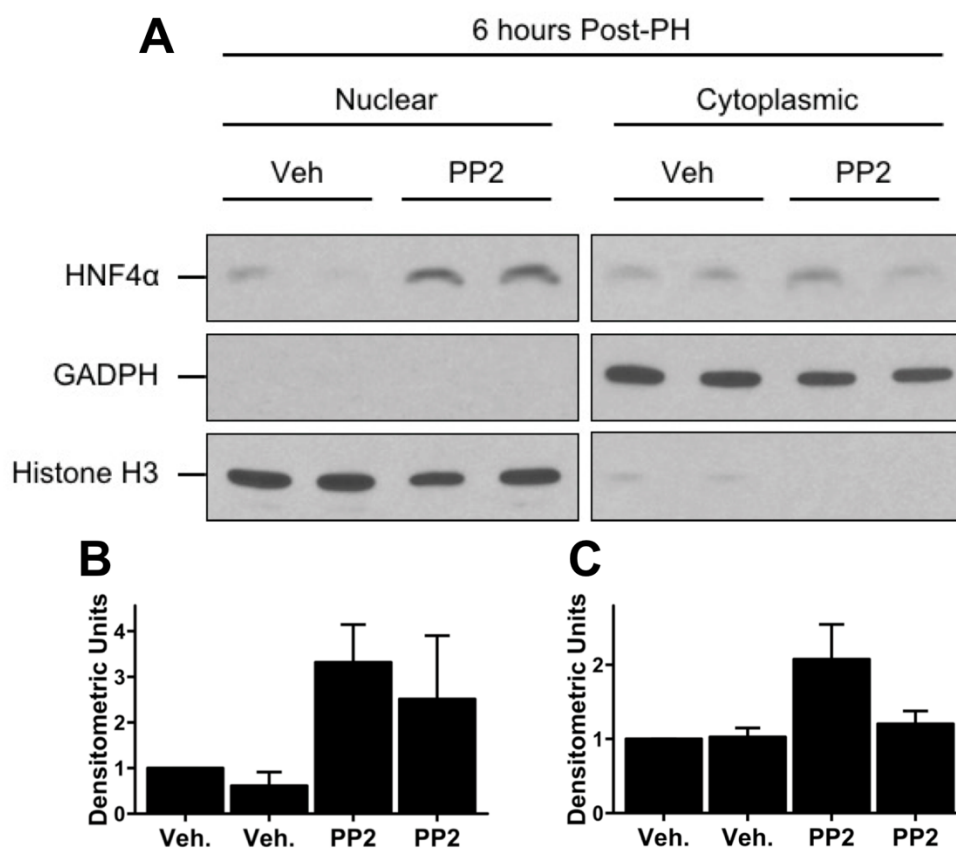 A
6 hours Post-PH
Nuclear Cytoplasmic
Veh PP2 Veh PP2
HNF4α
GADPH
Histone H3
B
Densitometric Units
4
3
2
1
0
Veh. Veh. PP2 PP2
C
Densitometric Units
2
1
0
Veh. Veh. PP2 PP2